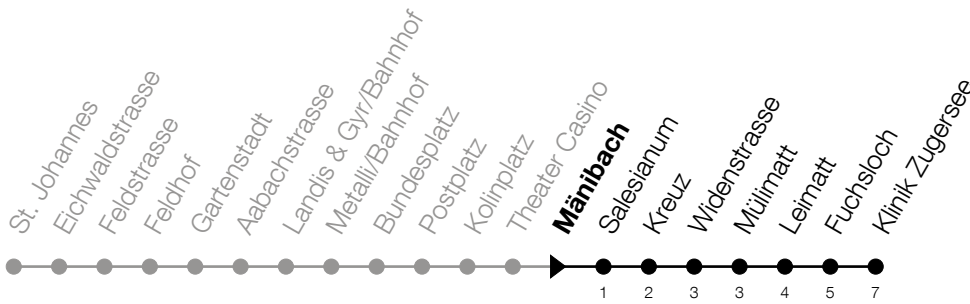 St. Johannes
Eichwaldstrasse
Feldstrasse
Feldhof
Gartenstadt
Aabachstrasse
Landis & Gyr/Bahnhof
Metalli/Bahnhof
Bundesplatz
Postplatz
Kolinplatz
Theater Casino
Mänibach
Salesianum
Kreuz
Widenstrasse
Mülimatt
Leimatt
Fuchsloch
Klinik Zugersee
1 2 3 3 4 5 7